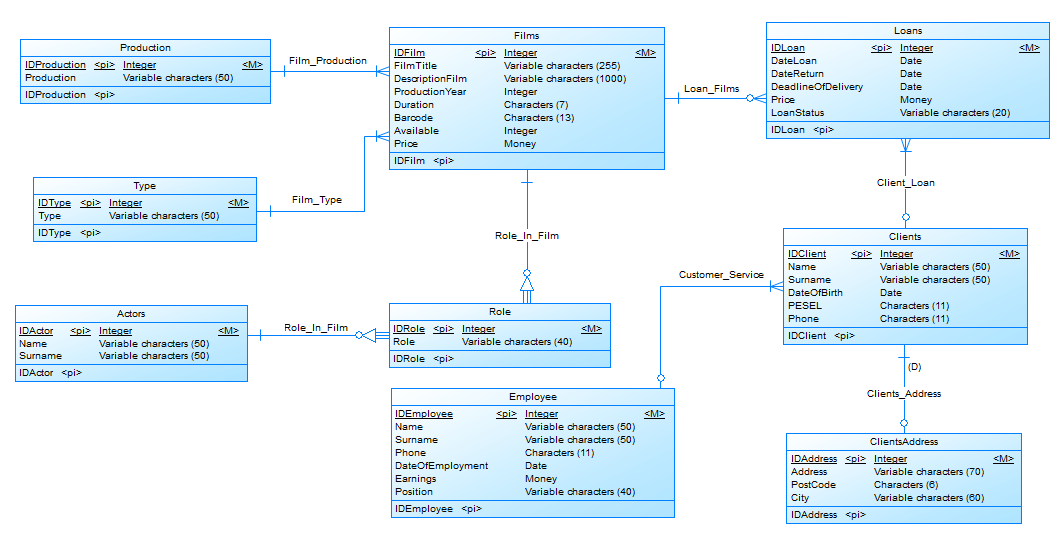 Production
IDProduction <pi> Integer <M>
Production Variable characters (50)
IDProduction <pi>
Film_Production
Films
IDFilm <pi> Integer <M>
FilmTitle Variable characters (255)
DescriptionFilm Variable characters (1000)
ProductionYear Integer
Duration Characters (7)
Barcode Characters (13)
Available Integer
Price Money
IDFilm <pi>
Loan_Films
Loans
IDLoan <pi> Integer <M>
DateLoan Date
DateReturn Date
DeadlineOfDelivery Date
Price Money
LoanStatus Variable characters (20)
IDLoan <pi>
Type
IDType <pi> Integer <M>
Type Variable characters (50)
IDType <pi>
Film_Type
Role_In_Film
Client_Loan
Clients
IDClient <pi> Integer <M>
Name Variable characters (50)
Surname Variable characters (50)
DateOfBirth Date
PESEL Characters (11)
Phone Characters (11)
IDClient <pi>
Customer_Service
Actors
IDActor <pi> Integer <M>
Name Variable characters (50)
Surname Variable characters (50)
IDActor <pi>
Role_In_Film
Role
IDRole <pi> Integer <M>
Role Variable characters (40)
IDRole <pi>
(D)
Clients_Address
Employee
IDEmployee <pi> Integer <M>
Name Variable characters (50)
Surname Variable characters (50)
Phone Characters (11)
DateOfEmployment Date
Earnings Money
Position Variable characters (40)
IDEmployee <pi>
ClientsAddress
IDAddress <pi> Integer <M>
Address Variable characters (70)
PostCode Characters (6)
City Variable characters (60)
IDAddress <pi>